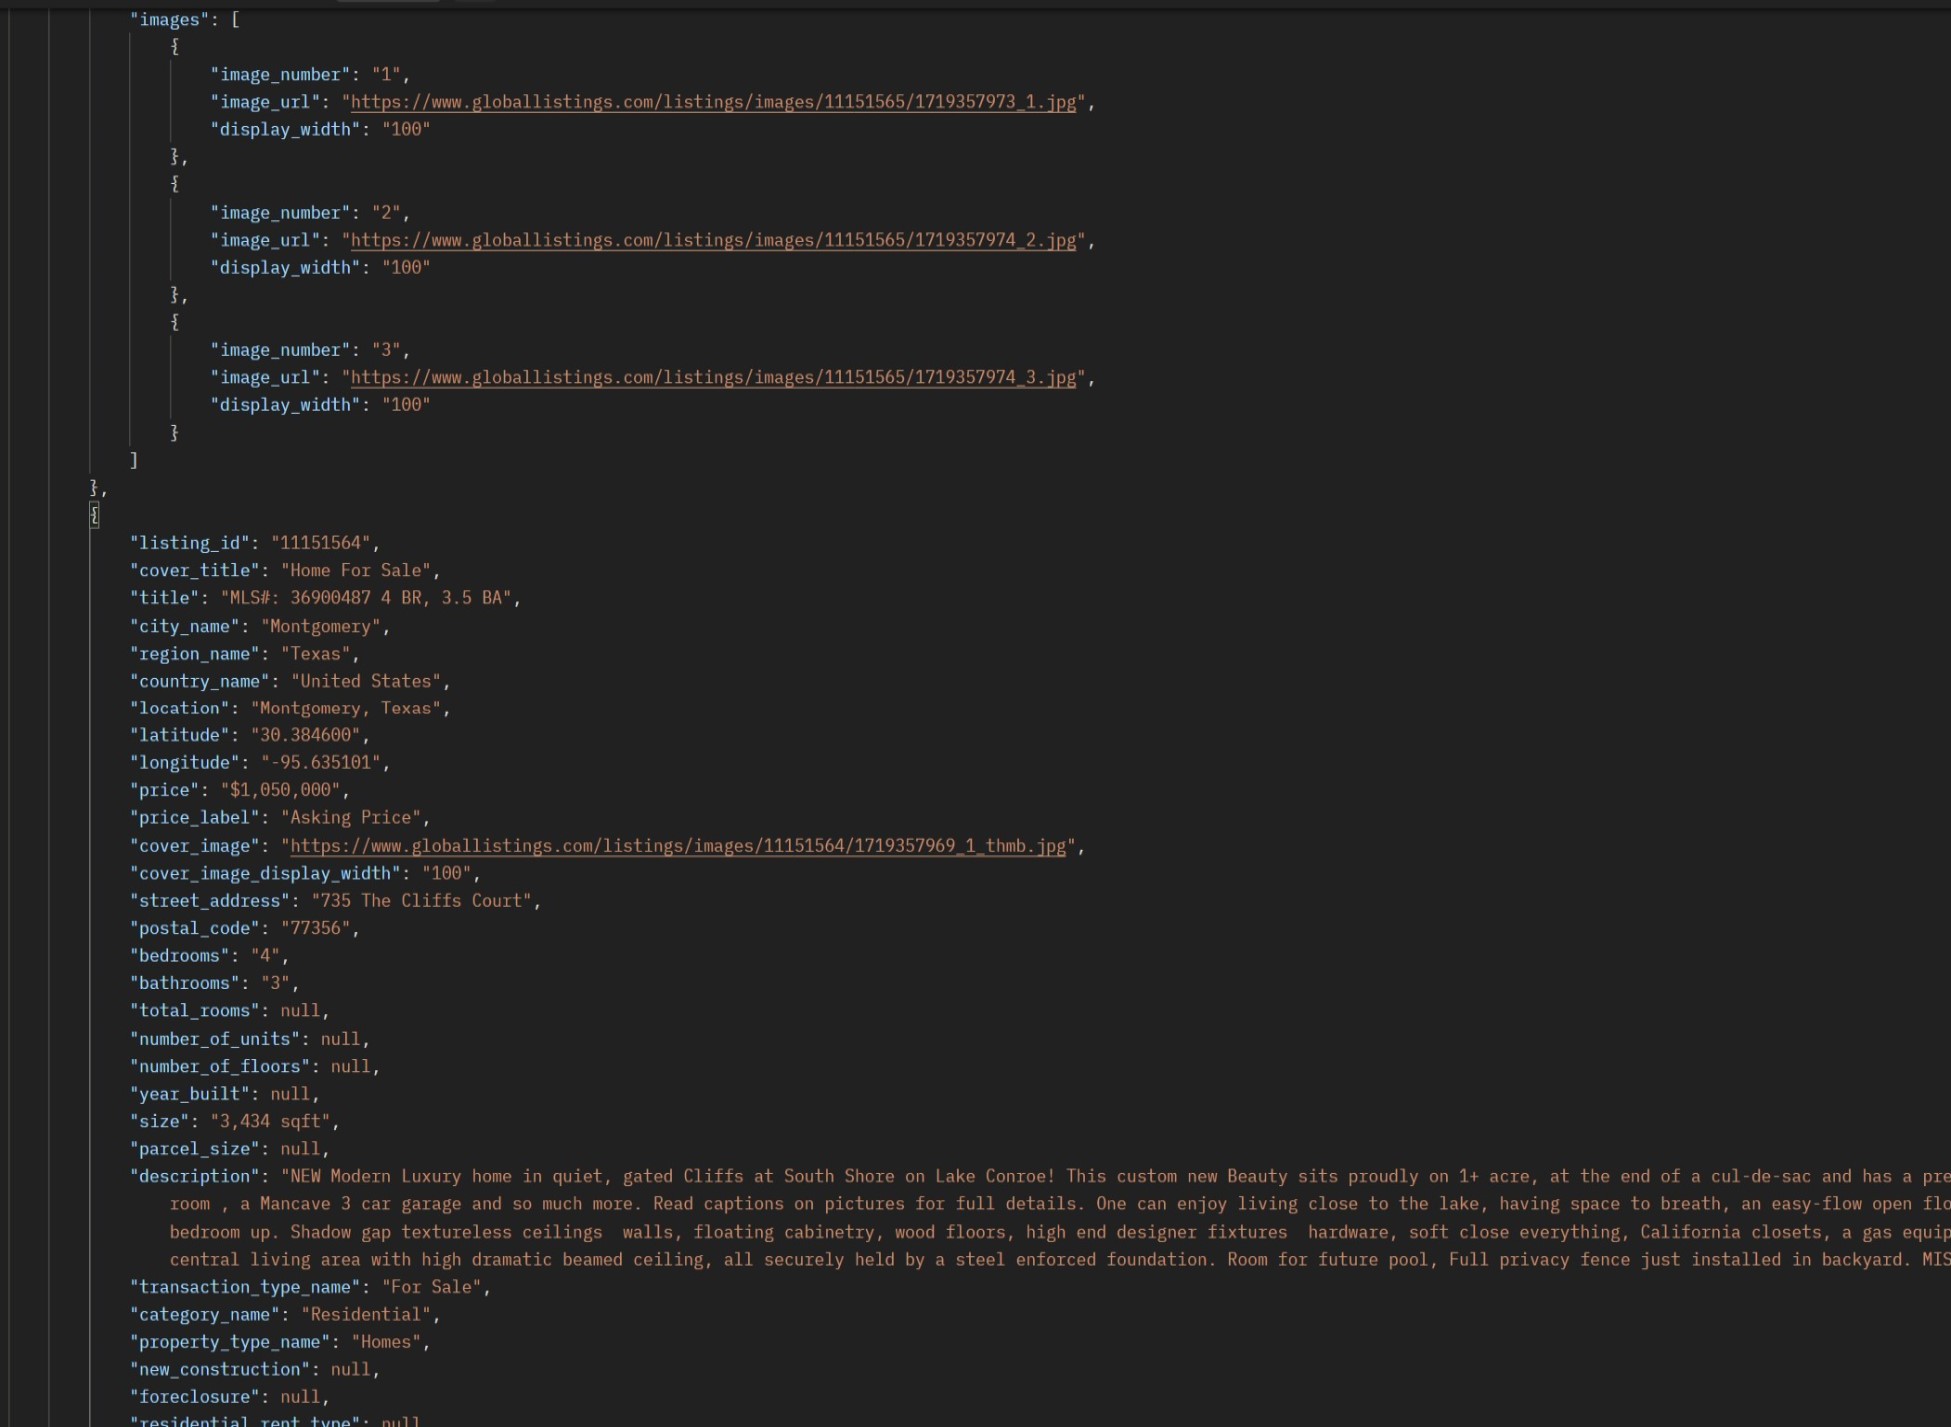 "images": [
{
"image_number": "1",
"image_url": "https://www.globallistings.com/listings/images/11151565/1719357973_1.jpg",
"display_width": "100"
},
{
"image_number": "2",
"image_url": "https://www.globallistings.com/listings/images/11151565/1719357974_2.jpg",
"display_width": "100"
},
{
"image_number": "3",
"image_url": "https://www.globallistings.com/listings/images/11151565/1719357974_3.jpg",
"display_width": "100"
}
]
},
{
"listing_id": "11151564",
"cover_title": "Home For Sale",
"title": "MLS#: 36900487 4 BR, 3.5 BA",
"city_name": "Montgomery",
"region_name": "Texas",
"country_name": "United States",
"location": "Montgomery, Texas",
"latitude": "30.384600",
"longitude": "-95.635101",
"price": "$1,050,000",
"price_label": "Asking Price",
"cover_image": "https://www.globallistings.com/listings/images/11151564/1719357969_1_thmb.jpg",
"cover_image_display_width": "100",
"street_address": "735 The Cliffs Court",
"postal_code": "77356",
"bedrooms": "4",
"bathrooms": "3",
"total_rooms": null,
"number_of_units": null,
"number_of_floors": null,
"year_built": null,
"size": "3,434 sqft",
"parcel_size": null,
"description": "NEW Modern Luxury home in quiet, gated Cliffs at South Shore on Lake Conroe! This custom new Beauty sits proudly on 1+ acre, at the end of a cul-de-sac and has a pre
room , a Mancave 3 car garage and so much more. Read captions on pictures for full details. One can enjoy living close to the lake, having space to breath, an easy-flow open flo
bedroom up. Shadow gap textureless ceilings  walls, floating cabinetry, wood floors, high end designer fixtures  hardware, soft close everything, California closets, a gas equip
central living area with high dramatic beamed ceiling, all securely held by a steel enforced foundation. Room for future pool, Full privacy fence just installed in backyard. MIS
"transaction_type_name": "For Sale",
"category_name": "Residential",
"property_type_name": "Homes",
"new_construction": null,
"foreclosure": null,
"residential_rent_type": null